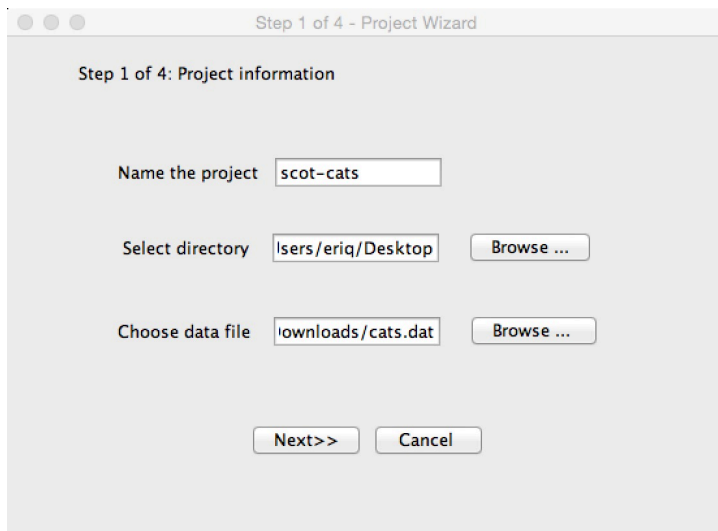 Step 1 of 4 - Project Wizard
Step 1 of 4: Project information
Name the project scot-cats
Select directory Isers/eriq/Desktop Browse ...
Choose data file ownloads/cats.dat Browse ...
Next>> Cancel